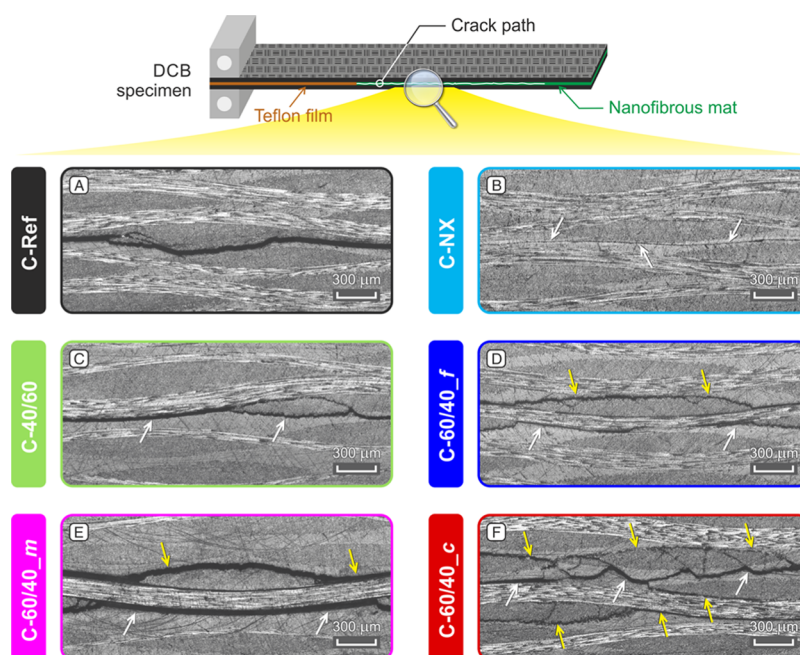 Crack path
DCB
specimen
Teflon film
Nanofibrous mat
C-Ref
A
300 µm
C-NX
B
300 µm
C-40/60
C
300 µm
C-60/40_f
D
300 µm
C-60/40_m
E
300 µm
C-60/40_c
F
300 µm